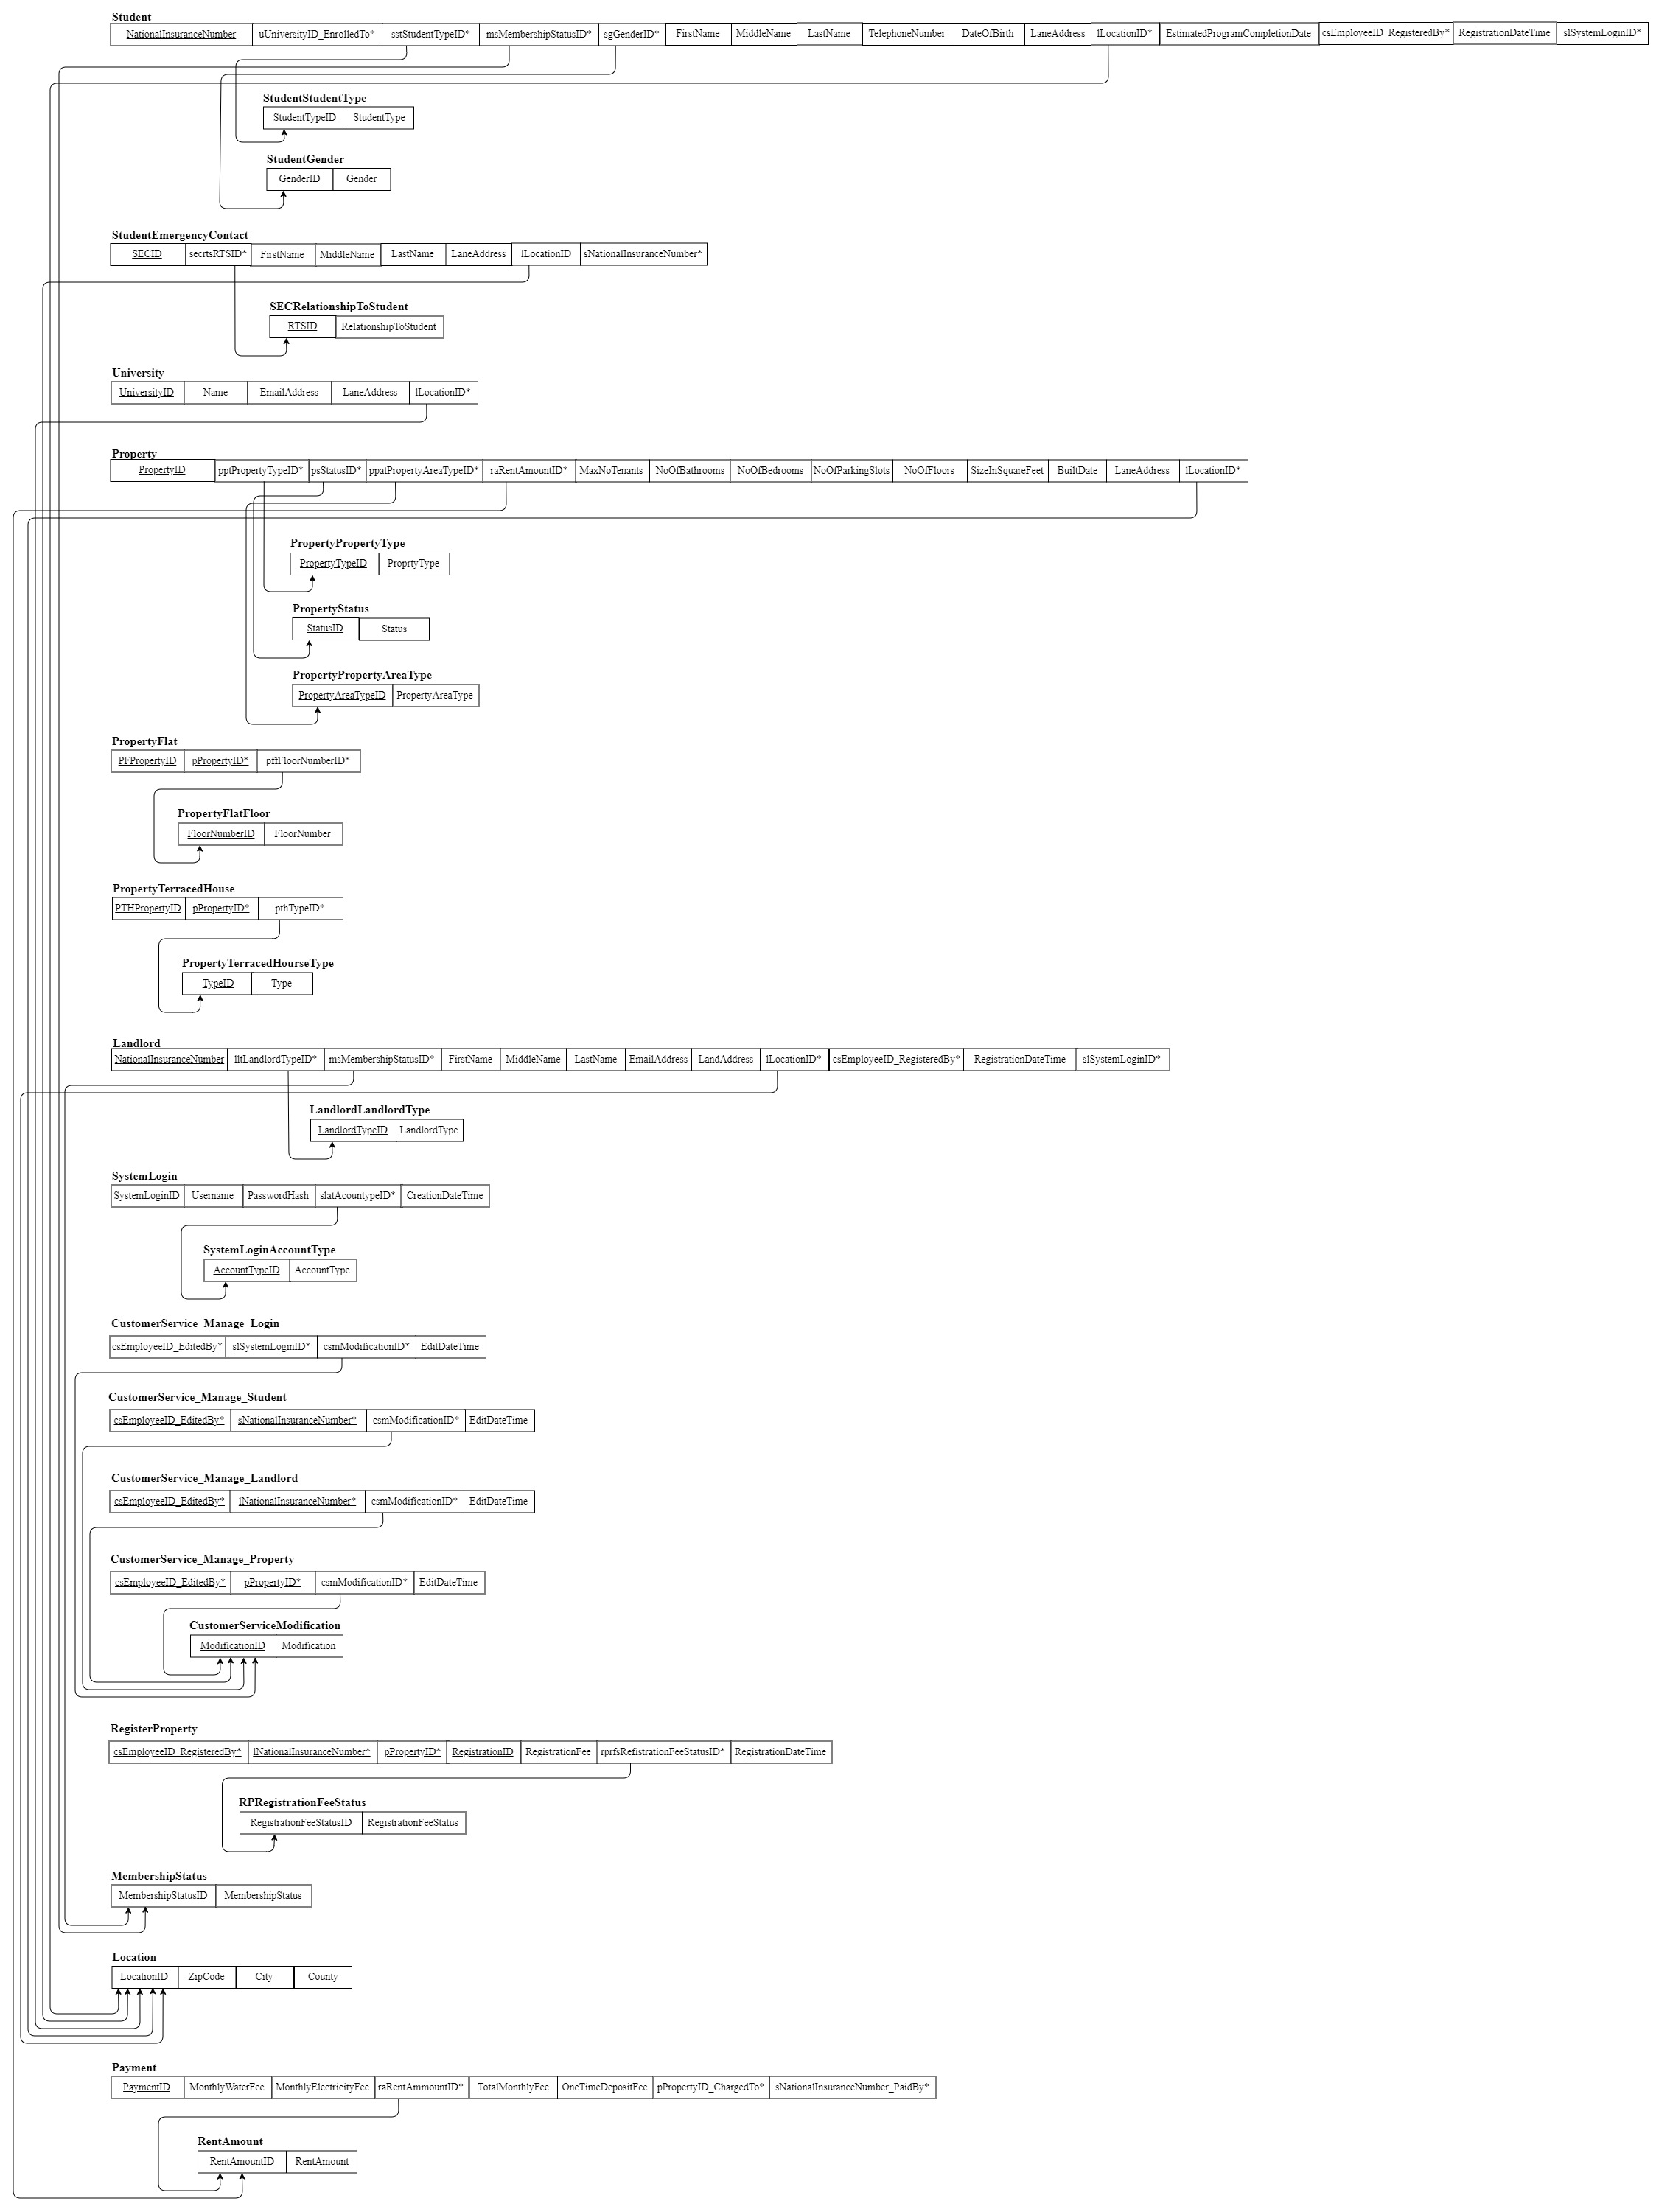 Student
NationalInsuranceNumber uUniversityID_EnrolledTo* sstStudentTypeID* msMembershipStatusID* sgGenderID* FirstName MiddleName LastName TelephoneNumber DateOfBirth LaneAddress lLocationID* EstimatedProgramCompletionDate csEmployeeID_RegisteredBy* RegistrationDateTime slSystemLoginID*
StudentStudentType
StudentTypeID StudentType
StudentGender
GenderID Gender
StudentEmergencyContact
SECID secrtsRTSID* FirstName MiddleName LastName LaneAddress lLocationID sNationalInsuranceNumber*
SECRelationshipToStudent
RTSID RelationshipToStudent
University
UniversityID Name EmailAddress LaneAddress lLocationID*
Property
PropertyID pptPropertyTypeID* psStatusID* ppatPropertyAreaTypeID* raRentAmountID* MaxNoTenants NoOfBathrooms NoOfBedrooms NoOfParkingSlots NoOfFloors SizeInSquareFeet BuiltDate LaneAddress lLocationID*
PropertyPropertyType
PropertyTypeID ProprtyType
PropertyStatus
StatusID Status
PropertyPropertyAreaType
PropertyAreaTypeID PropertyAreaType
PropertyFlat
PFPropertyID pPropertyID* pffFloorNumberID*
PropertyFlatFloor
FloorNumberID FloorNumber
PropertyTerracedHouse
PTHPropertyID pPropertyID* pthTypeID*
PropertyTerracedHourseType
TypeID Type
Landlord
NationalInsuranceNumber lltLandlordTypeID* msMembershipStatusID* FirstName MiddleName LastName EmailAddress LandAddress lLocationID* csEmployeeID_RegisteredBy* RegistrationDateTime slSystemLoginID*
LandlordLandlordType
LandlordTypeID LandlordType
SystemLogin
SystemLoginID Username PasswordHash slatAcountypeID* CreationDateTime
SystemLoginAccountType
AccountTypeID AccountType
CustomerService_Manage_Login
csEmployeeID_EditedBy* slSystemLoginID* csmModificationID* EditDateTime
CustomerService_Manage_Student
csEmployeeID_EditedBy* sNationalInsuranceNumber* csmModificationID* EditDateTime
CustomerService_Manage_Landlord
csEmployeeID_EditedBy* lNationalInsuranceNumber* csmModificationID* EditDateTime
CustomerService_Manage_Property
csEmployeeID_EditedBy* pPropertyID* csmModificationID* EditDateTime
CustomerServiceModification
ModificationID Modification
RegisterProperty
csEmployeeID_RegisteredBy* lNationalInsuranceNumber* pPropertyID* RegistrationID RegistrationFee rprfsRefistrationFeeStatusID* RegistrationDateTime
RPRegistrationFeeStatus
RegistrationFeeStatusID RegistrationFeeStatus
MembershipStatus
MembershipStatusID MembershipStatus
Location
LocationID ZipCode City County
Payment
PaymentID MonthlyWaterFee MonthlyElectricityFee raRentAmmountID* TotalMonthlyFee OneTimeDepositFee pPropertyID_ChargedTo* sNationalInsuranceNumber_PaidBy*
RentAmount
RentAmountID RentAmount